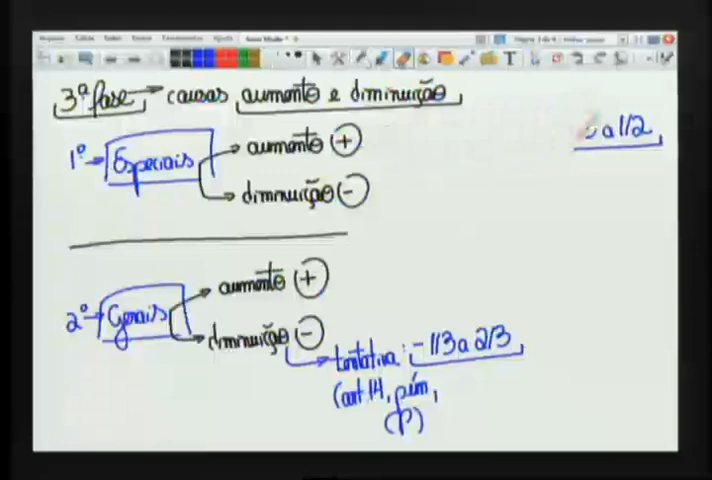 3ª fase → causas aumento e diminuição
a 1/2
1º → Especiais → aumento (+)
→ diminuição (-)
2º → Gerais → aumento (+)
→ diminuição (-)
→ tentativa: - 1/3 a 2/3
(art 14,
(P)